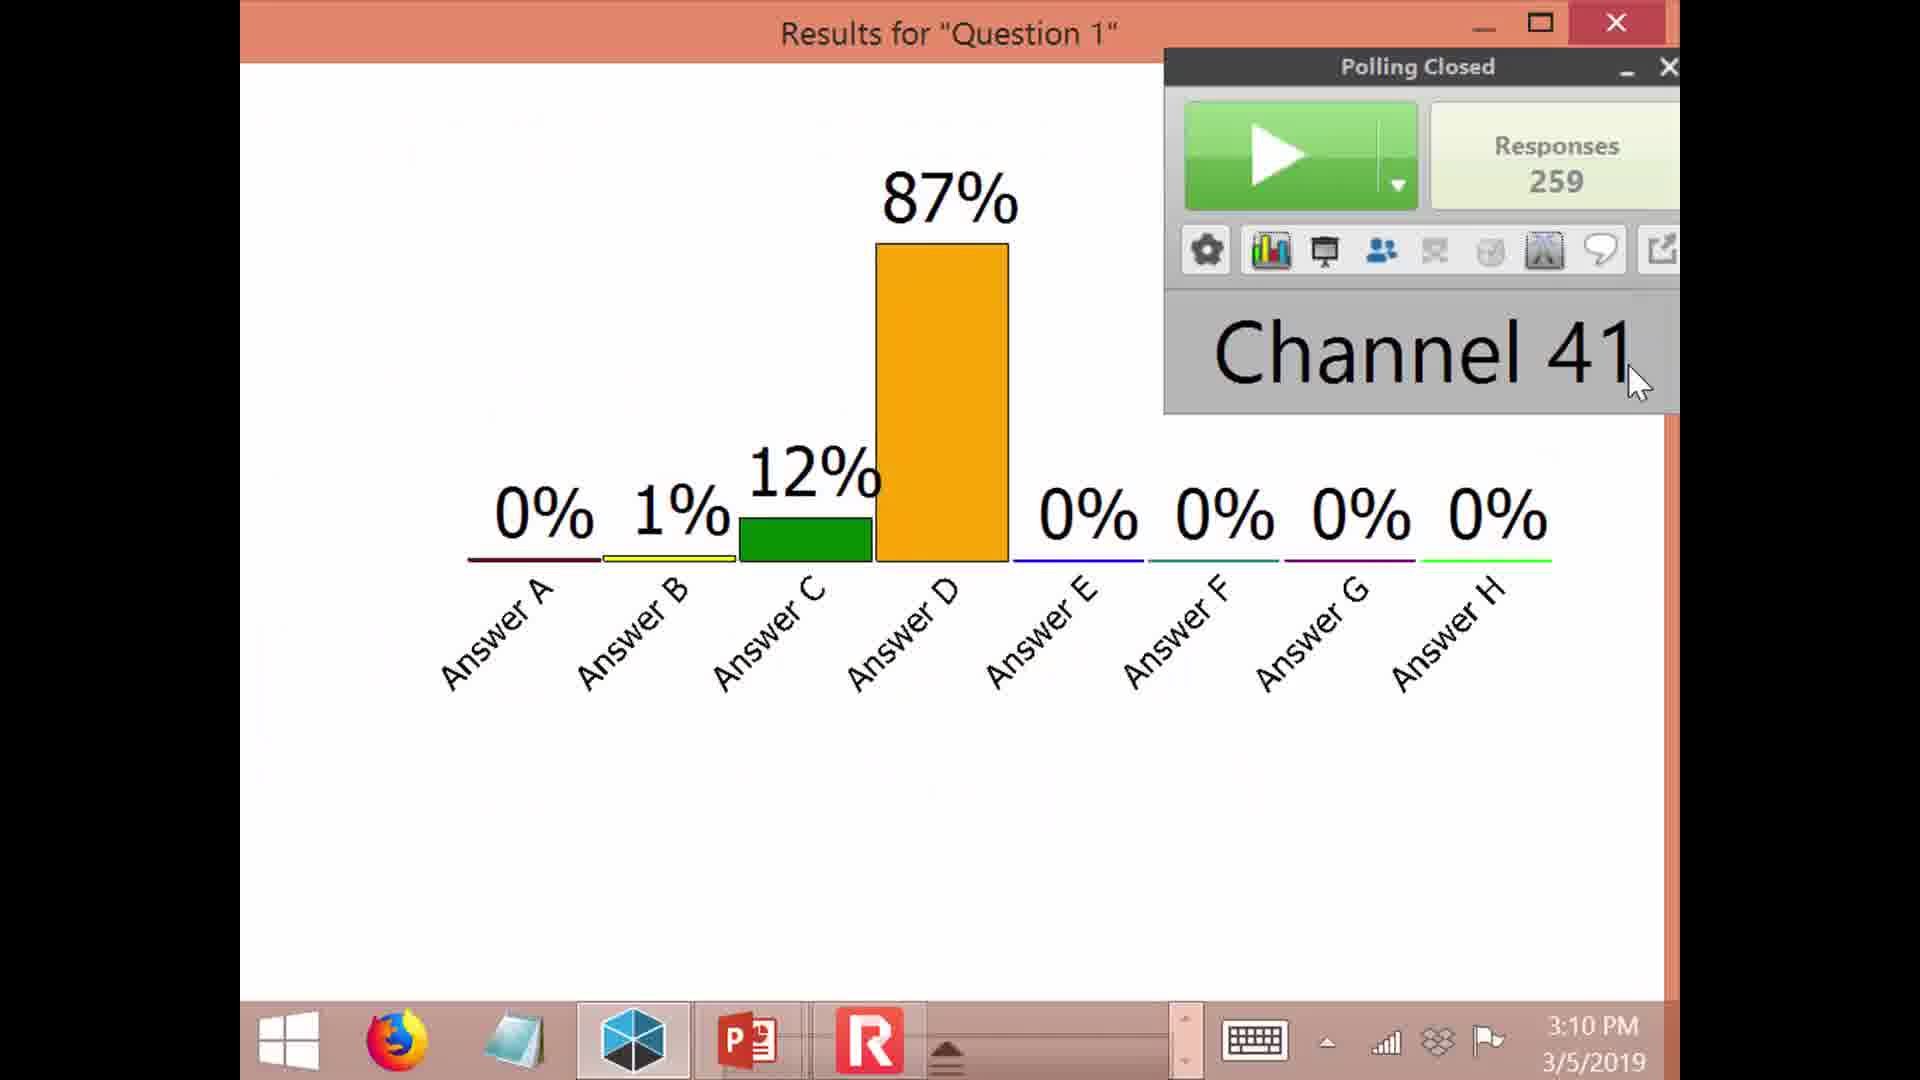 Results for "Question 1"
Polling Closed
Responses
259
Channel 41
87%
12%
0%
1%
0%
0%
0%
0%
Answer A
Answer B
Answer C
Answer D
Answer E
Answer F
Answer G
Answer H
3:10 PM
3/5/2019